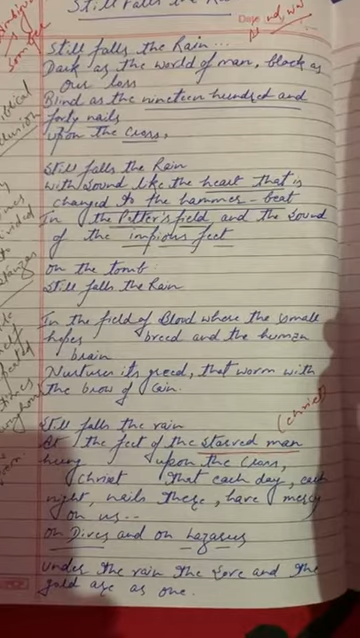 Still Falls the Ra
Date
Still falls the Rain...
Dark as the world of man, black as
our loss
Blind as the nineteen hundred and
forty nails
upon the Cross,
Still falls the Rain
with sound like the heart that is
changed to the hammer-beat
In the Potter's field and the sound
of the impious feet
on the tomb:
Still falls the Rain
In the field of Blood where the small
hopes breed and the human
brain
Nurtures its greed, that worm with
the brow of Cain.
Still falls the rain
(christ)
At the feet of the starved man
hung upon the Cross,
christ that each day, each
night, nails there, have mercy
on us...
on Dives and on Lazarus
under the rain the sore and the
gold are as one.